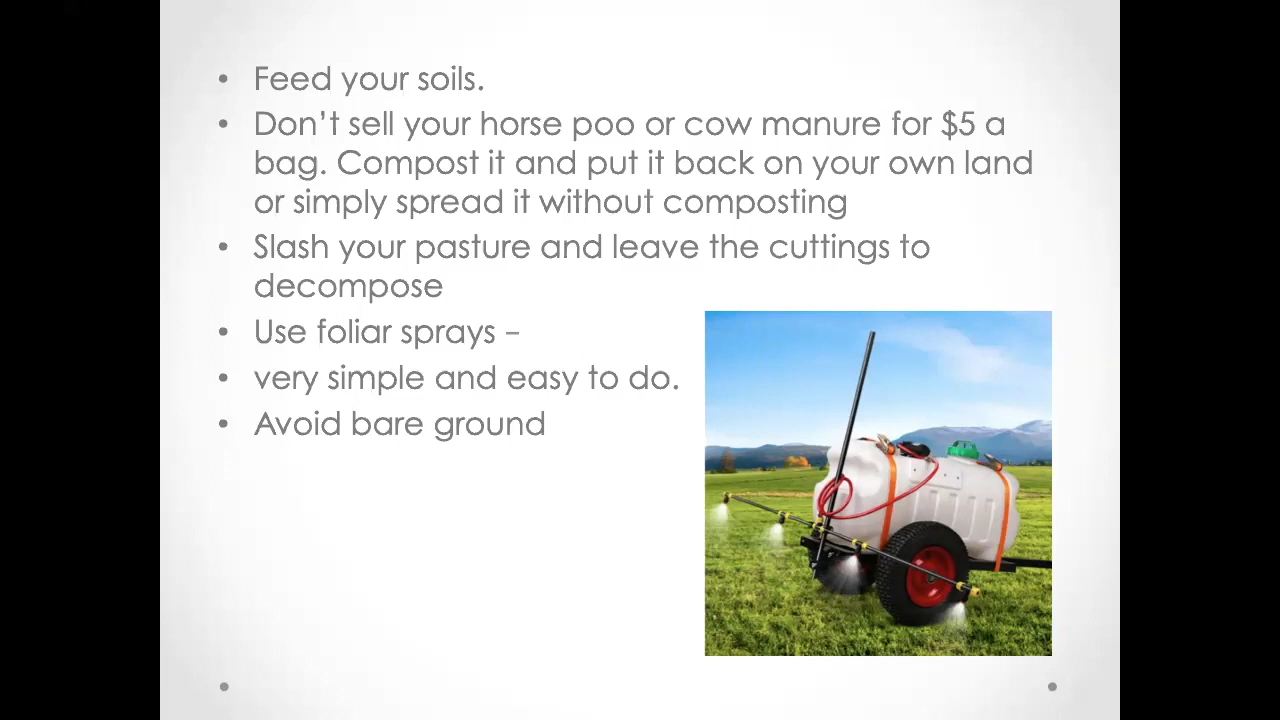 • Feed your soils.
• Don’t sell your horse poo or cow manure for $5 a
bag. Compost it and put it back on your own land
or simply spread it without composting
• Slash your pasture and leave the cuttings to
decompose
• Use foliar sprays –
• very simple and easy to do.
• Avoid bare ground